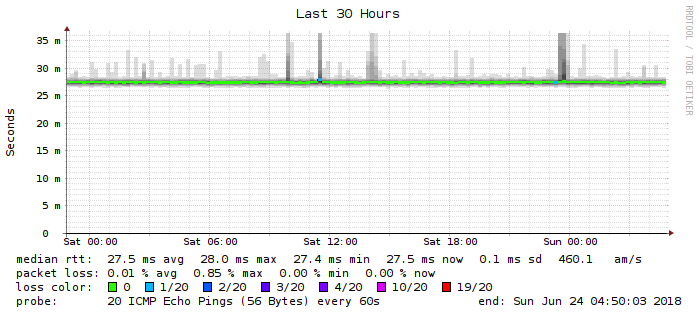 Last 30 Hours
RRDTOOL / TOBI OETIKER
Seconds
35 m
30 m
25 m
20 m
15 m
10 m
5 m
0
Sat 00:00 Sat 06:00 Sat 12:00 Sat 18:00 Sun 00:00
median rtt: 27.5 ms avg 28.0 ms max 27.4 ms min 27.5 ms now 0.1 ms sd 460.1 am/s
packet loss: 0.01 % avg 0.85 % max 0.00 % min 0.00 % now
loss color: 0 1/20 2/20 3/20 4/20 10/20 19/20
probe: 20 ICMP Echo Pings (56 Bytes) every 60s end: Sun Jun 24 04:50:03 2018